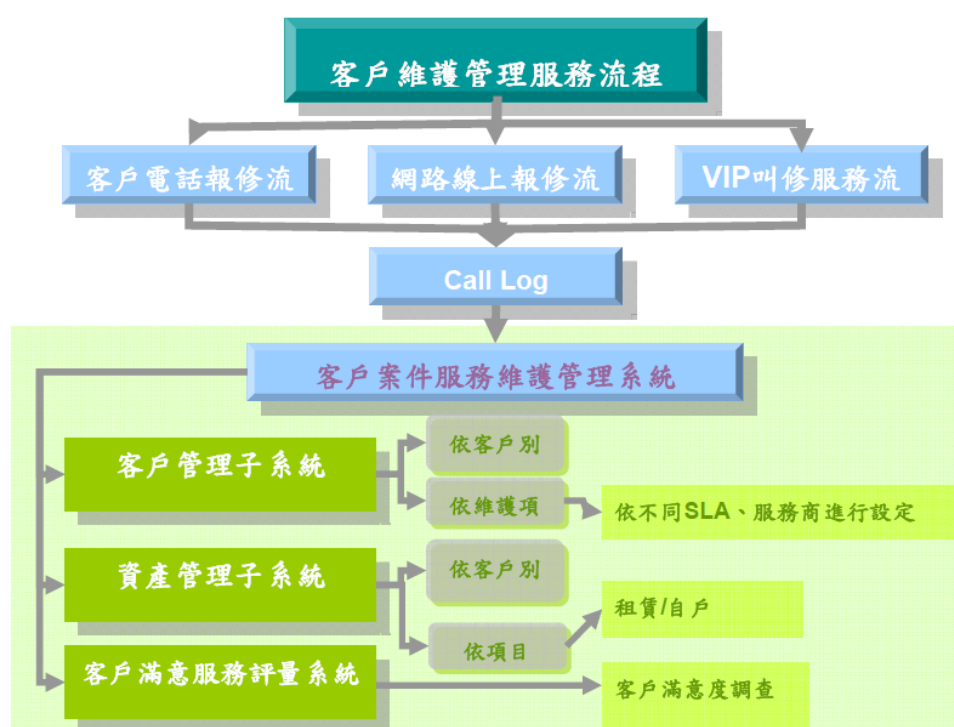 客戶維護管理服務流程
客戶電話報修流
網路線上報修流
VIP叫修服務流
Call Log
客戶案件服務維護管理系統
客戶管理子系統
依客戶別
依維護項
依不同SLA、服務商進行設定
資產管理子系統
依客戶別
依項目
租賃/自戶
客戶滿意服務評量系統
客戶滿意度調查